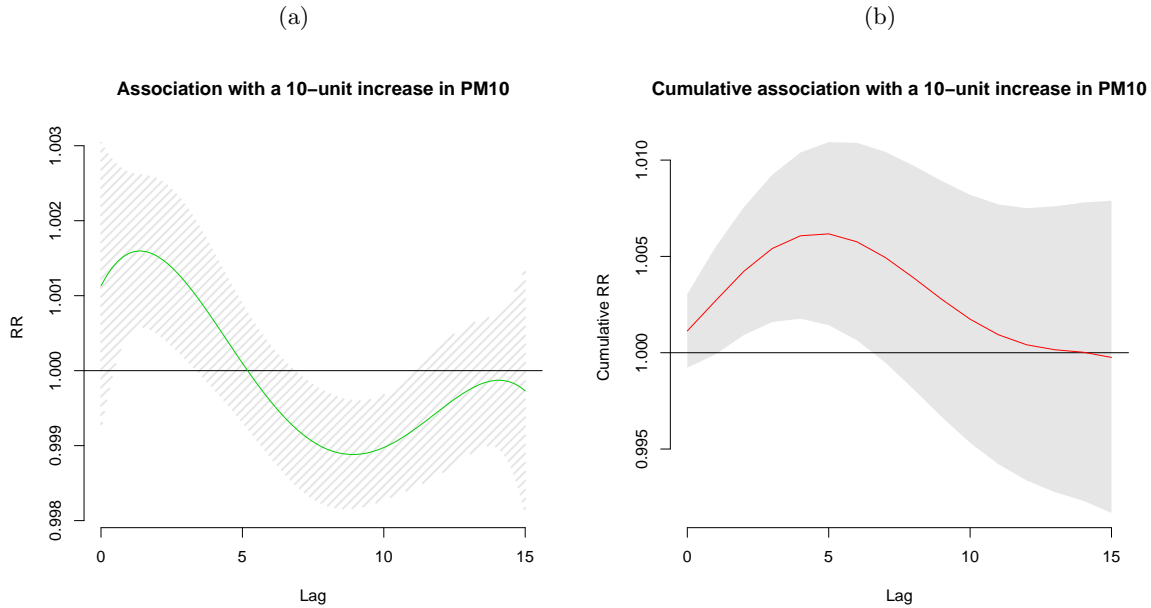 (a)
Association with a 10−unit increase in PM10
RR
1.003
1.002
1.001
1.000
0.999
0.998
0 5 10 15
Lag
(b)
Cumulative association with a 10−unit increase in PM10
Cumulative RR
1.010
1.005
1.000
0.995
0 5 10 15
Lag